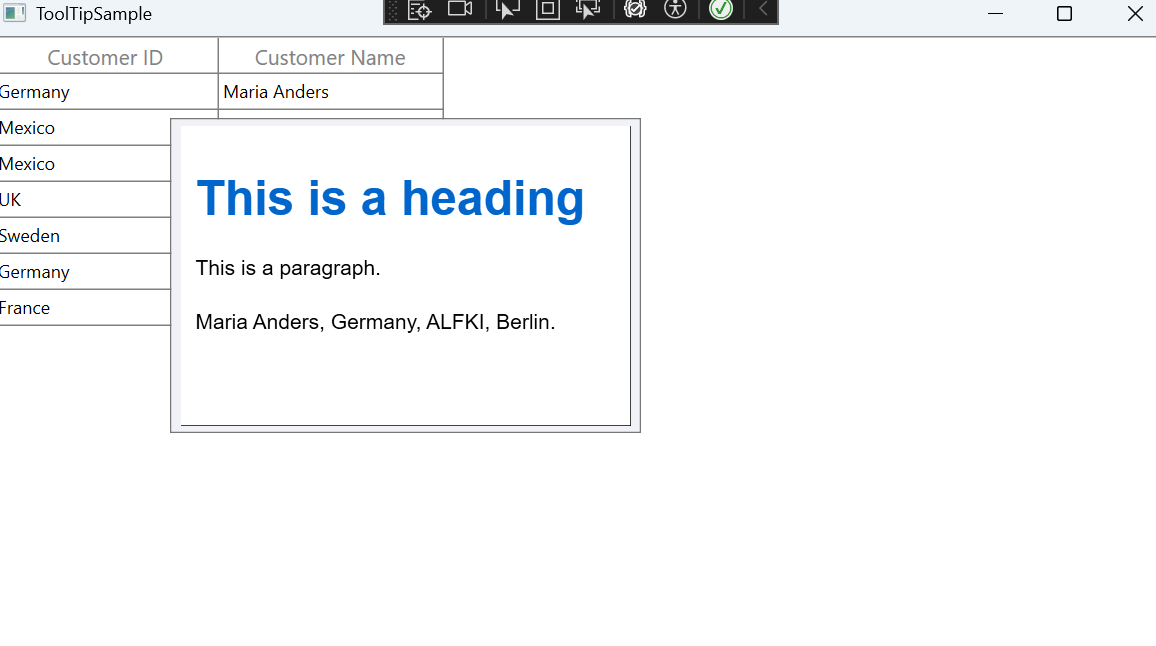 ToolTipSample
Customer ID Customer Name
Germany Maria Anders
Mexico
Mexico
UK
Sweden
Germany
France
This is a heading
This is a paragraph.
Maria Anders, Germany, ALFKI, Berlin.